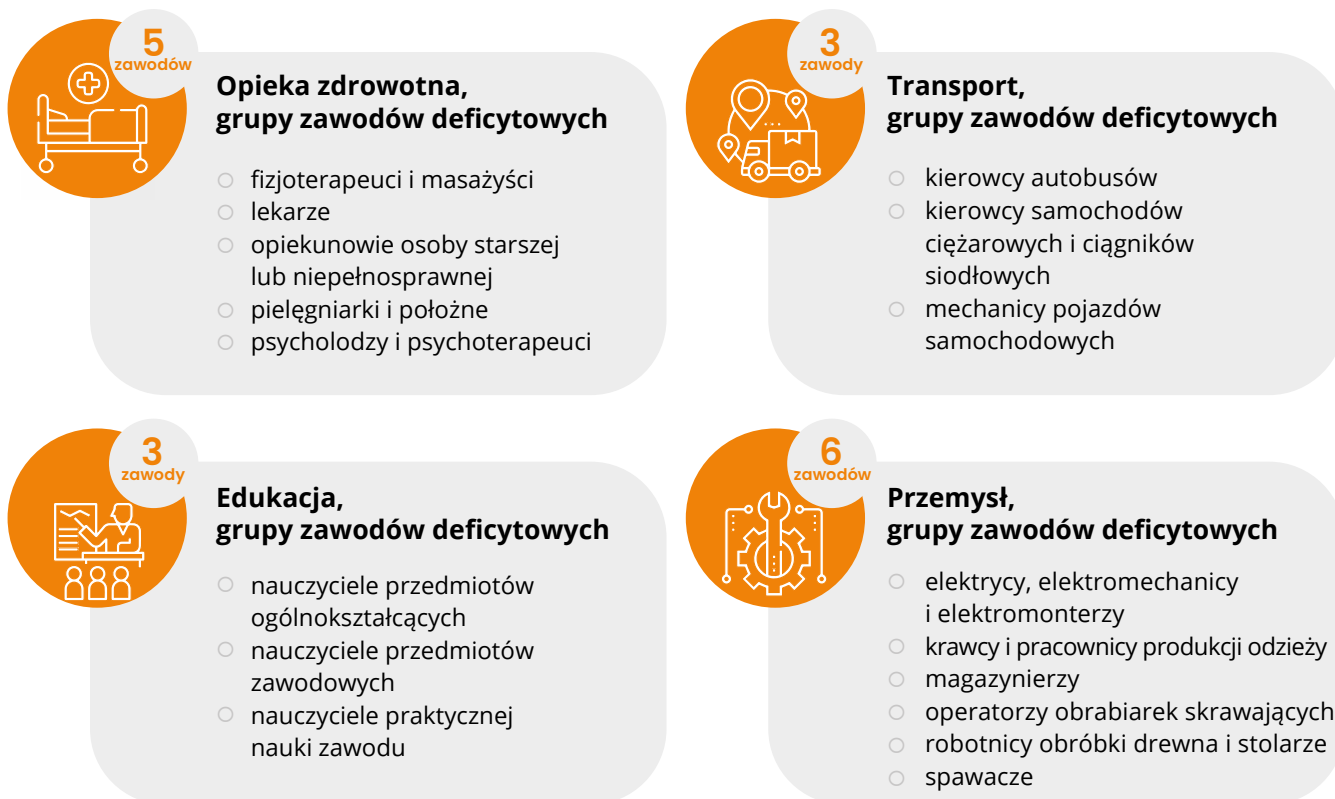 5
zawodów
Opieka zdrowotna,
grupy zawodów deficytowych
fizjoterapeuci i masażyści
lekarze
opiekunowie osoby starszej
lub niepełnosprawnej
pielęgniarki i położne
psycholodzy i psychoterapeuci
3
zawody
Transport,
grupy zawodów deficytowych
kierowcy autobusów
kierowcy samochodów
ciężarowych i ciągników
siodłowych
mechanicy pojazdów
samochodowych
3
zawody
Edukacja,
grupy zawodów deficytowych
nauczyciele przedmiotów
ogólnokształcących
nauczyciele przedmiotów
zawodowych
nauczyciele praktycznej
nauki zawodu
6
zawodów
Przemysł,
grupy zawodów deficytowych
elektrycy, elektromechanicy
i elektromonterzy
krawcy i pracownicy produkcji odzieży
magazynierzy
operatorzy obrabiarek skrawających
robotnicy obróbki drewna i stolarze
spawacze